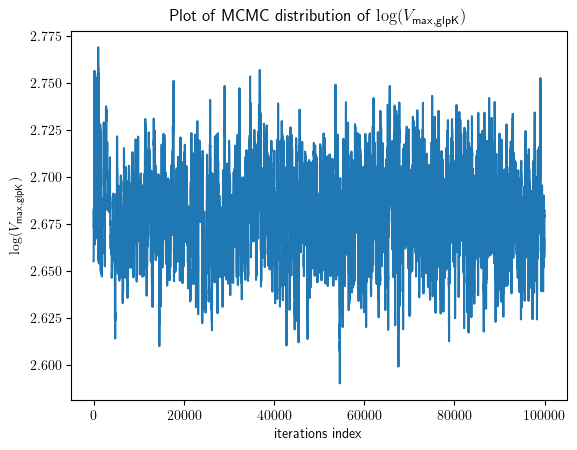 Plot of MCMC distribution of log(V_max,glpK)
2.775
2.750
2.725
2.700
2.675
2.650
2.625
2.600
log(V_max,glpK)
0 20000 40000 60000 80000 100000
iterations index